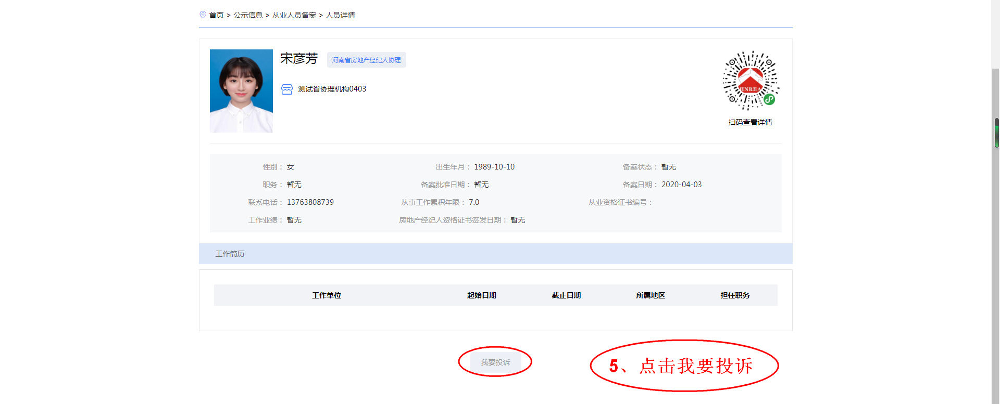 首页 > 公示信息 > 从业人员备案 > 人员详情
宋彦芳 河南省房地产经纪人协理
测试省协理机构0403
HNREA
扫码查看详情
性别： 女 出生年月： 1989-10-10 备案状态： 暂无
职务： 暂无 备案批准日期： 暂无 备案日期： 2020-04-03
联系电话： 13763808739 从事工作累积年限： 7.0 从业资格证书编号：
工作业绩： 暂无 房地产经纪人资格证书签发日期： 暂无
工作简历
工作单位 起始日期 截止日期 所属地区 担任职务
我要投诉 5、点击我要投诉